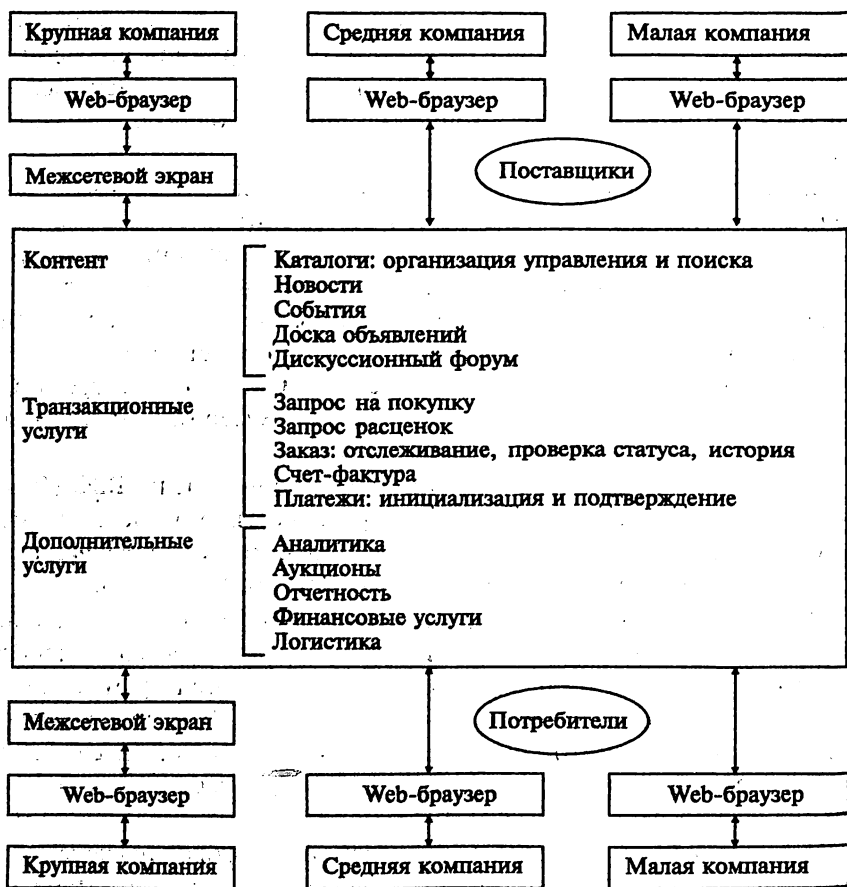 Крупная компания
Средняя компания
Малая компания
Web-браузер
Web-браузер
Web-браузер
Межсетевой экран
Поставщики
Контент
Каталоги: организация управления и поиска
Новости
События
Доска объявлений
Дискуссионный форум
Транзакционные
услуги
Запрос на покупку
Запрос расценок
Заказ: отслеживание, проверка статуса, история
Счет-фактура
Платежи: инициализация и подтверждение
Дополнительные
услуги
Аналитика
Аукционы
Отчетность
Финансовые услуги
Логистика
Межсетевой экран
Потребители
Web-браузер
Web-браузер
Web-браузер
Крупная компания
Средняя компания
Малая компания